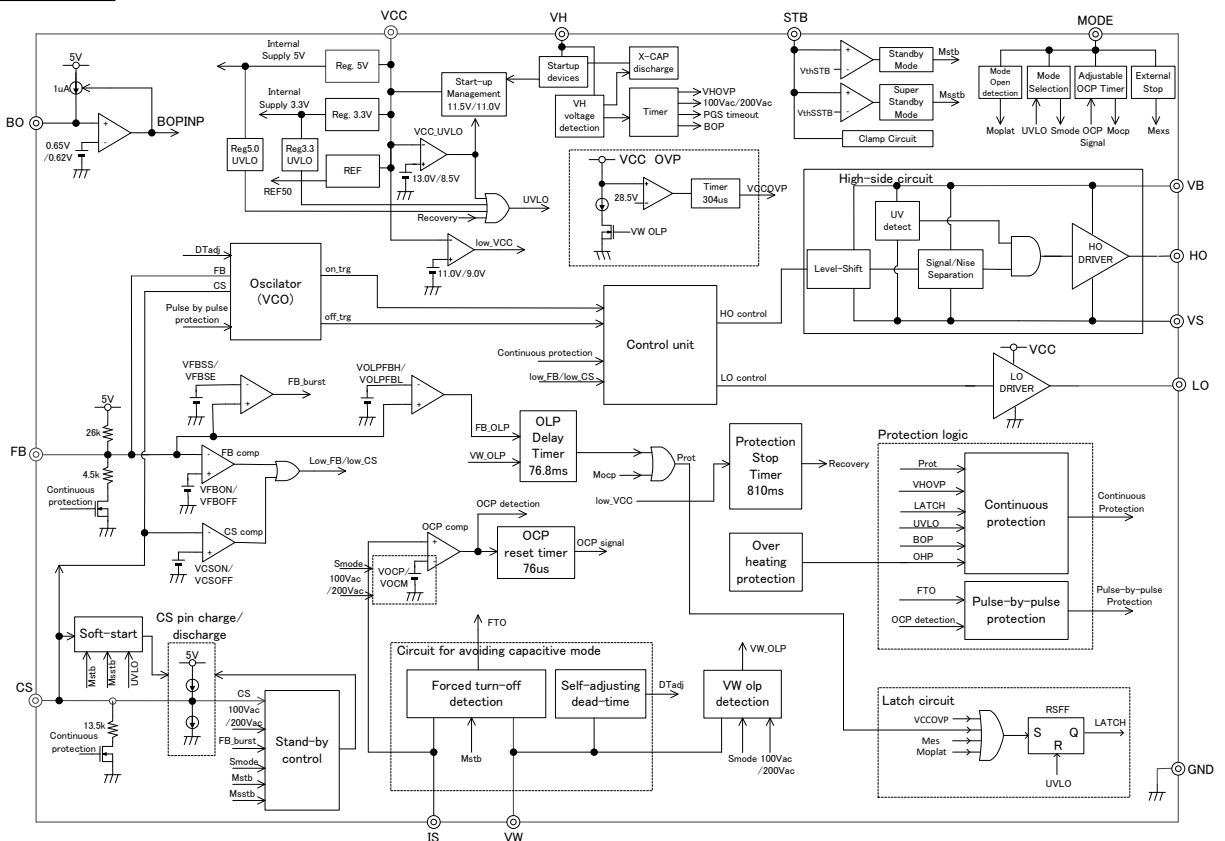 VCC
VH
STB
MODE
5V
1uA
BO
BOPINP
0.65V
/0.62V
Internal
Supply 5V
Reg. 5V
Internal
Supply 3.3V
Reg. 3.3V
Reg5.0
UVLO
Reg3.3
UVLO
REF
REF50
VCC_UVLO
13.0V/8.5V
Start-up
Management
11.5V/11.0V
Recovery
UVLO
low_VCC
11.0V/9.0V
Startup
devices
X-CAP
discharge
VH
voltage
detection
Timer
VHOVP
100Vac/200Vac
PGS timeout
BOP
VCC OVP
28.5V
Timer
304us
VCCOVP
VW OLP
VthSTB
Standby
Mode
Mstb
VthSSTB
Super
Standby
Mode
Msstb
Clamp Circuit
Mode
Open
detection
Mode
Selection
Adjustable
OCP Timer
External
Stop
Moplat
UVLO
Smode
OCP
Signal
Mocp
Mexs
High-side circuit
UV
detect
Level-Shift
Signal/Nise
Separation
HO
DRIVER
VB
HO
VS
DTadj
FB
CS
Pulse by pulse
protection
Oscilator
(VCO)
on_trg
off_trg
Continuous protection
low_FB/low_CS
Control unit
HO control
LO control
VCC
LO
DRIVER
LO
FB
5V
26k
4.5k
Continuous
protection
VFBSS/
VFBSE
FB_burst
FB comp
VFBON/
VFBOFF
CS comp
VCSON/
VCSOFF
Low_FB/low_CS
VOLPFBH/
VOLPFBL
FB_OLP
VW_OLP
OLP
Delay
Timer
76.8ms
Mocp
Prot
low_VCC
Protection
Stop
Timer
810ms
Recovery
OCP comp
OCP detection
OCP
reset timer
76us
OCP signal
Smode
100Vac
/200Vac
VOCP/
VOCM
Over
heating
protection
Protection logic
Prot
VHOVP
LATCH
UVLO
BOP
OHP
Continuous
protection
Continuous
Protection
FTO
OCP detection
Pulse-by-pulse
protection
Pulse-by-pulse
Protection
CS
Soft-start
Mstb
Msstb
UVLO
13.5k
Continuous
protection
CS pin charge/
discharge
5V
CS
100Vac
/200Vac
FB_burst
Smode
Mstb
Msstb
Stand-by
control
FTO
Circuit for avoiding capacitive mode
Forced turn-off
detection
Self-adjusting
dead-time
DTadj
Mstb
VW_OLP
VW olp
detection
Smode 100Vac
/200Vac
Latch circuit
VCCOVP
Mes
Moplat
RSFF
S
Q
R
LATCH
UVLO
GND
IS
VW